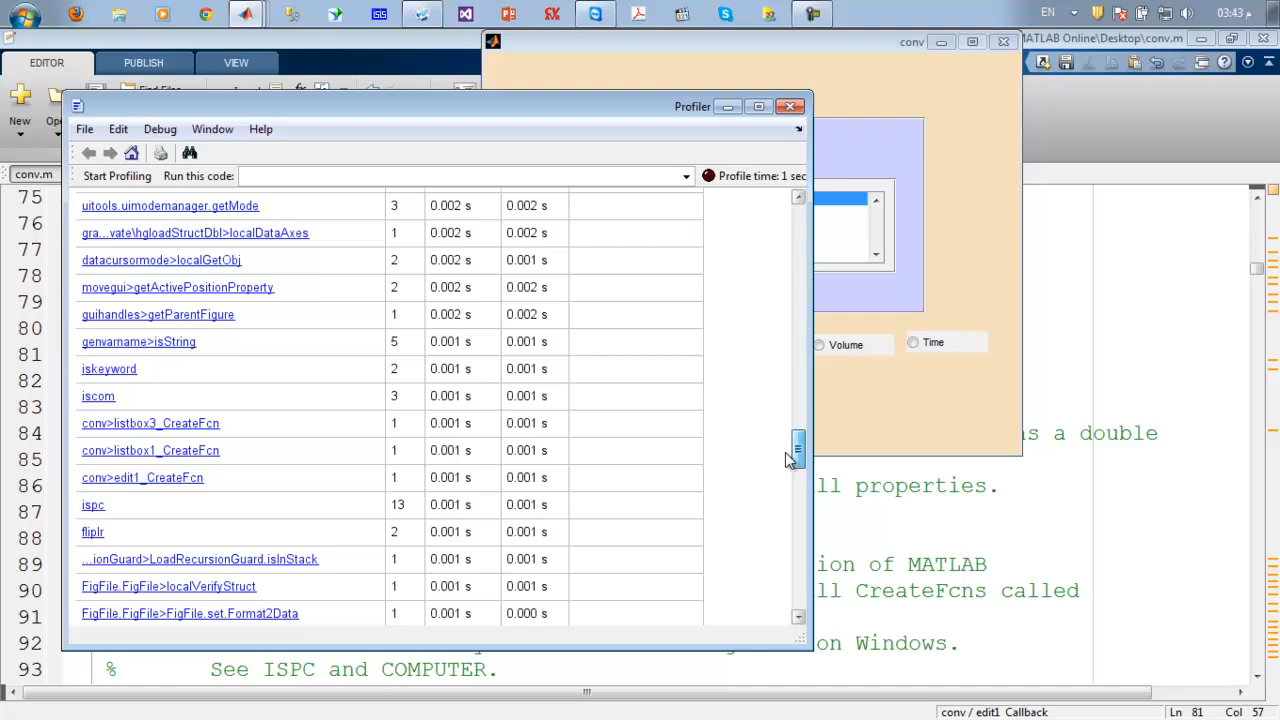 EN
03:43 م
conv
MATLAB Online\Desktop\conv.m
EDITOR
PUBLISH
VIEW
New
Find Files
Profiler
File Edit Debug Window Help
Start Profiling Run this code: Profile time: 1 sec
conv.m
uitools.uimodemanager.getMode 3 0.002 s 0.002 s
gra...vate\hgloadStructDbl>localDataAxes 1 0.002 s 0.002 s
datacursormode>localGetObj 2 0.002 s 0.001 s
movegui>getActivePositionProperty 2 0.002 s 0.002 s
guihandles>getParentFigure 1 0.002 s 0.002 s
genvarname>isString 5 0.001 s 0.001 s
iskeyword 2 0.001 s 0.001 s
iscom 3 0.001 s 0.001 s
conv>listbox3_CreateFcn 1 0.001 s 0.001 s
conv>listbox1_CreateFcn 1 0.001 s 0.001 s
conv>edit1_CreateFcn 1 0.001 s 0.001 s
ispc 13 0.001 s 0.001 s
fliplr 2 0.001 s 0.001 s
...ionGuard>LoadRecursionGuard.isInStack 1 0.001 s 0.001 s
FigFile.FigFile>localVerifyStruct 1 0.001 s 0.001 s
FigFile.FigFile>FigFile.set.Format2Data 1 0.001 s 0.000 s
Volume
Time
75
76
77
78
79
80
81
82
83
84 s a double
85
86 ll properties.
87
88
89 ion of MATLAB
90 ll CreateFcns called
91
92 on Windows.
93 % See ISPC and COMPUTER.
conv / edit1_Callback Ln 81 Col 57